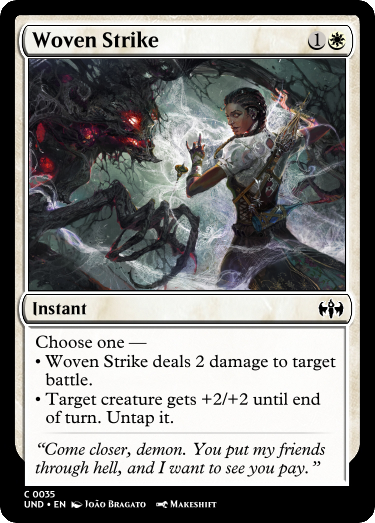 Woven Strike 1
Instant
Choose one —
• Woven Strike deals 2 damage to target
battle.
• Target creature gets +2/+2 until end
of turn. Untap it.
“Come closer, demon. You put my friends
through hell, and I want to see you pay.”
C 0035
UND • EN João Bragato Makeshift